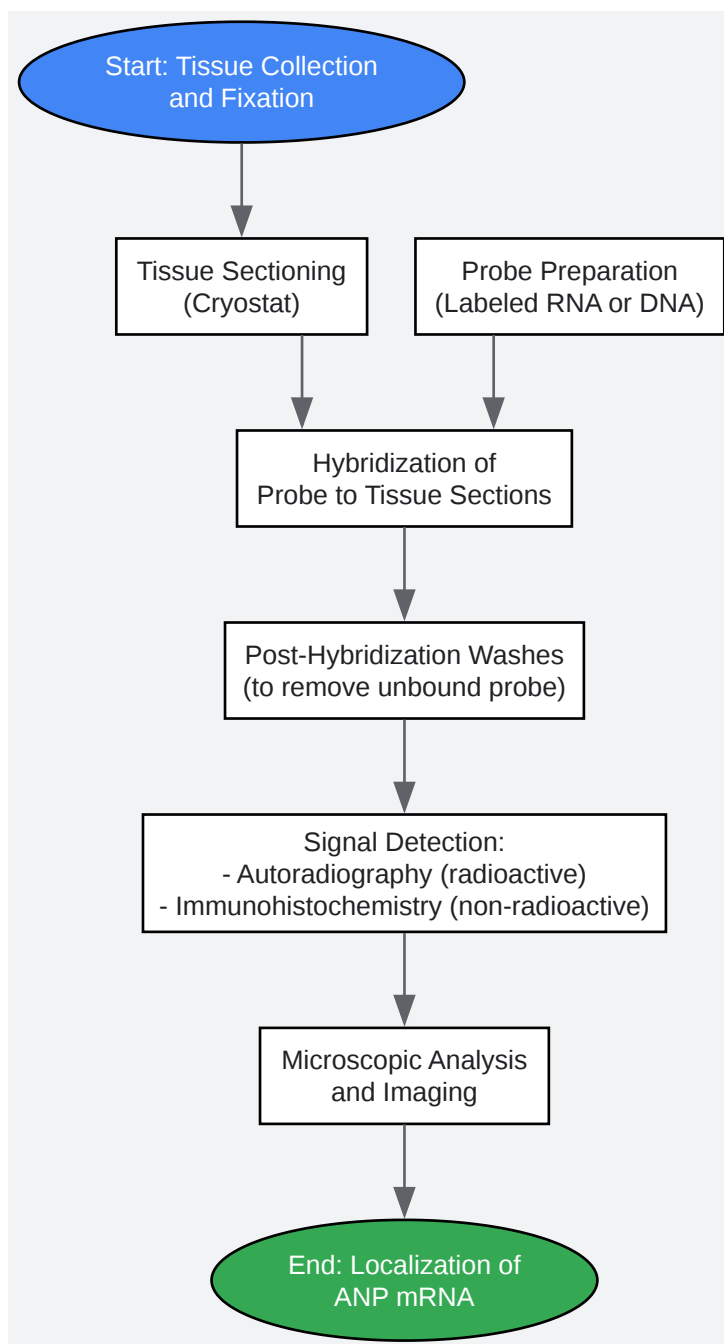 Start: Tissue Collection
and Fixation
Tissue Sectioning
(Cryostat)
Probe Preparation
(Labeled RNA or DNA)
Hybridization of
Probe to Tissue Sections
Post-Hybridization Washes
(to remove unbound probe)
Signal Detection:
- Autoradiography (radioactive)
- Immunohistochemistry (non-radioactive)
Microscopic Analysis
and Imaging
End: Localization of
ANP mRNA